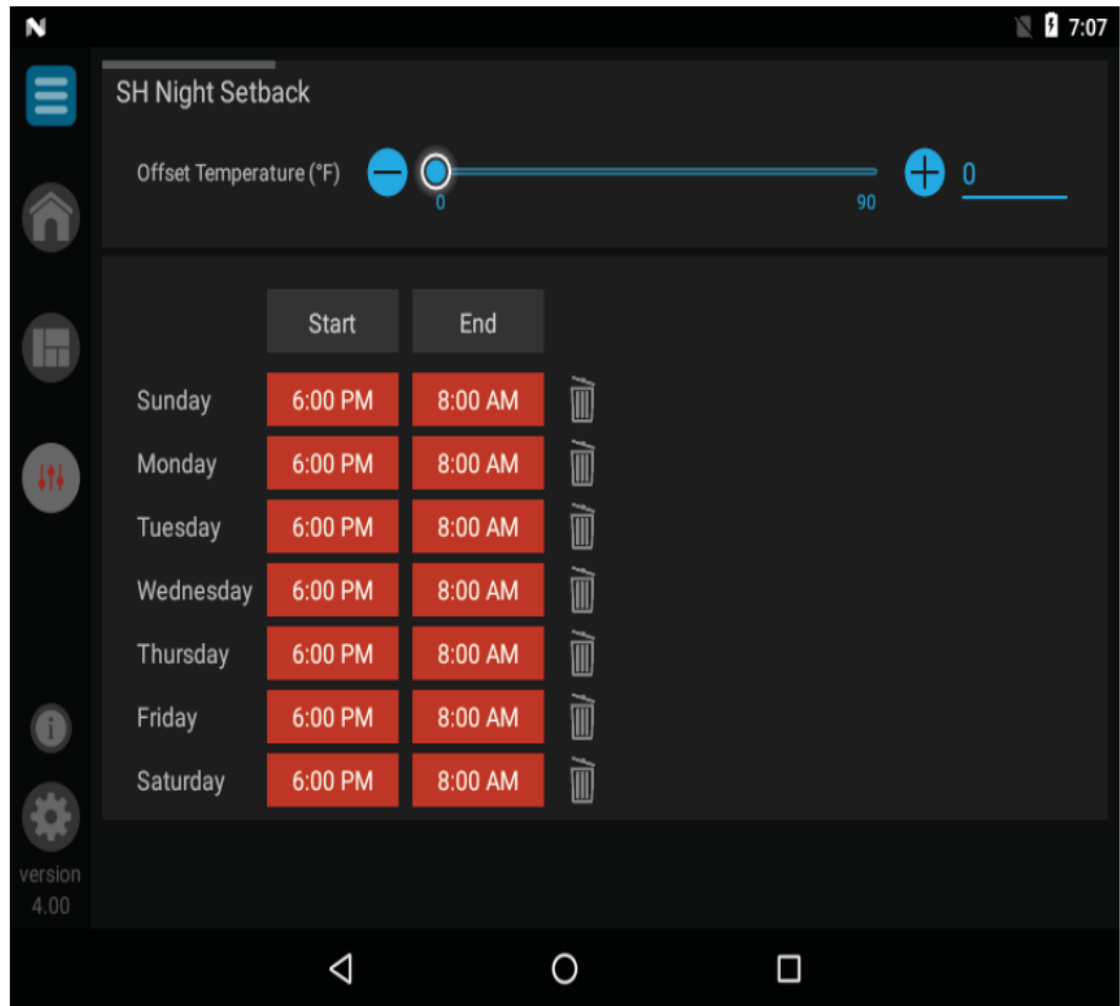 7:07
SH Night Setback
Offset Temperature (°F) 0
0 90
Start End
Sunday 6:00 PM 8:00 AM
Monday 6:00 PM 8:00 AM
Tuesday 6:00 PM 8:00 AM
Wednesday 6:00 PM 8:00 AM
Thursday 6:00 PM 8:00 AM
Friday 6:00 PM 8:00 AM
Saturday 6:00 PM 8:00 AM
version
4.00